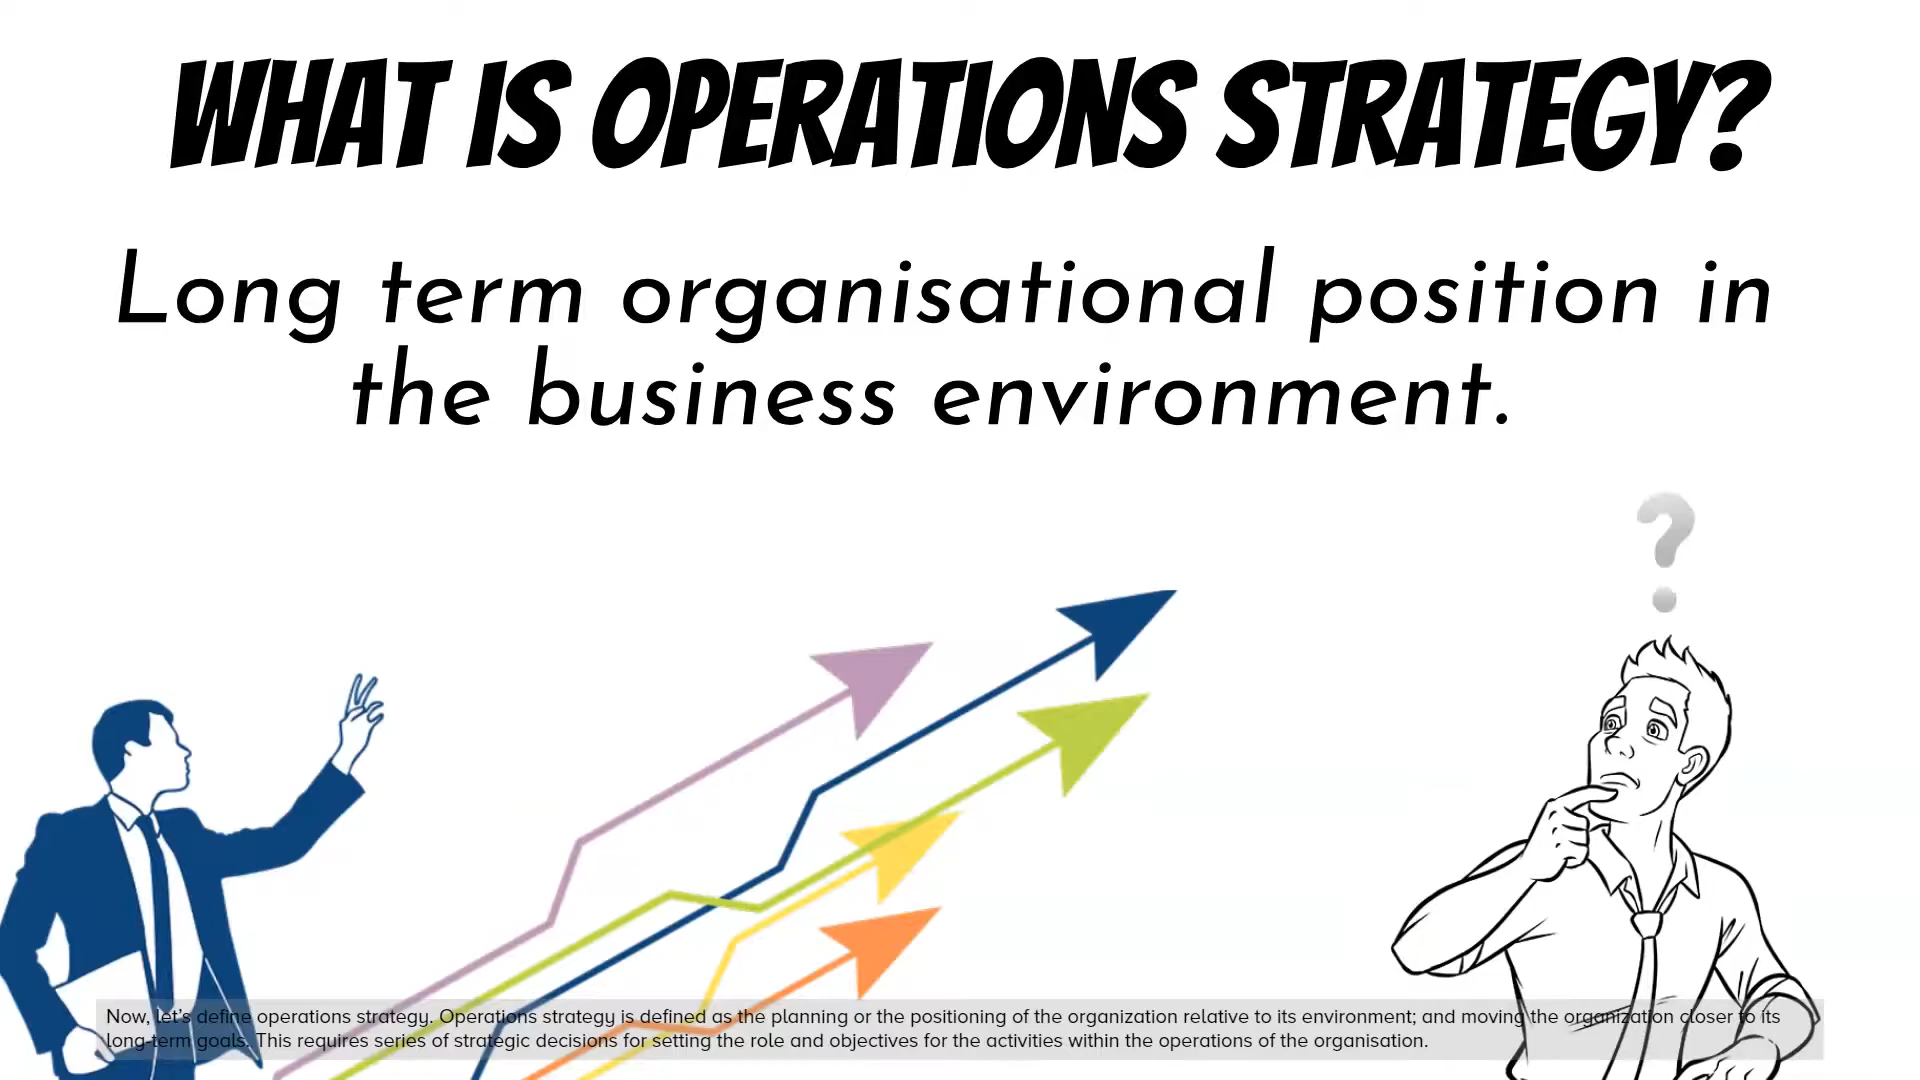 WHAT IS OPERATIONS STRATEGY?
Long term organisational position in
the business environment.
?
Now, let's define operations strategy. Operations strategy is defined as the planning or the positioning of the organization relative to its environment; and moving the organization closer to its
long-term goals. This requires series of strategic decisions for setting the role and objectives for the activities within the operations of the organisation.